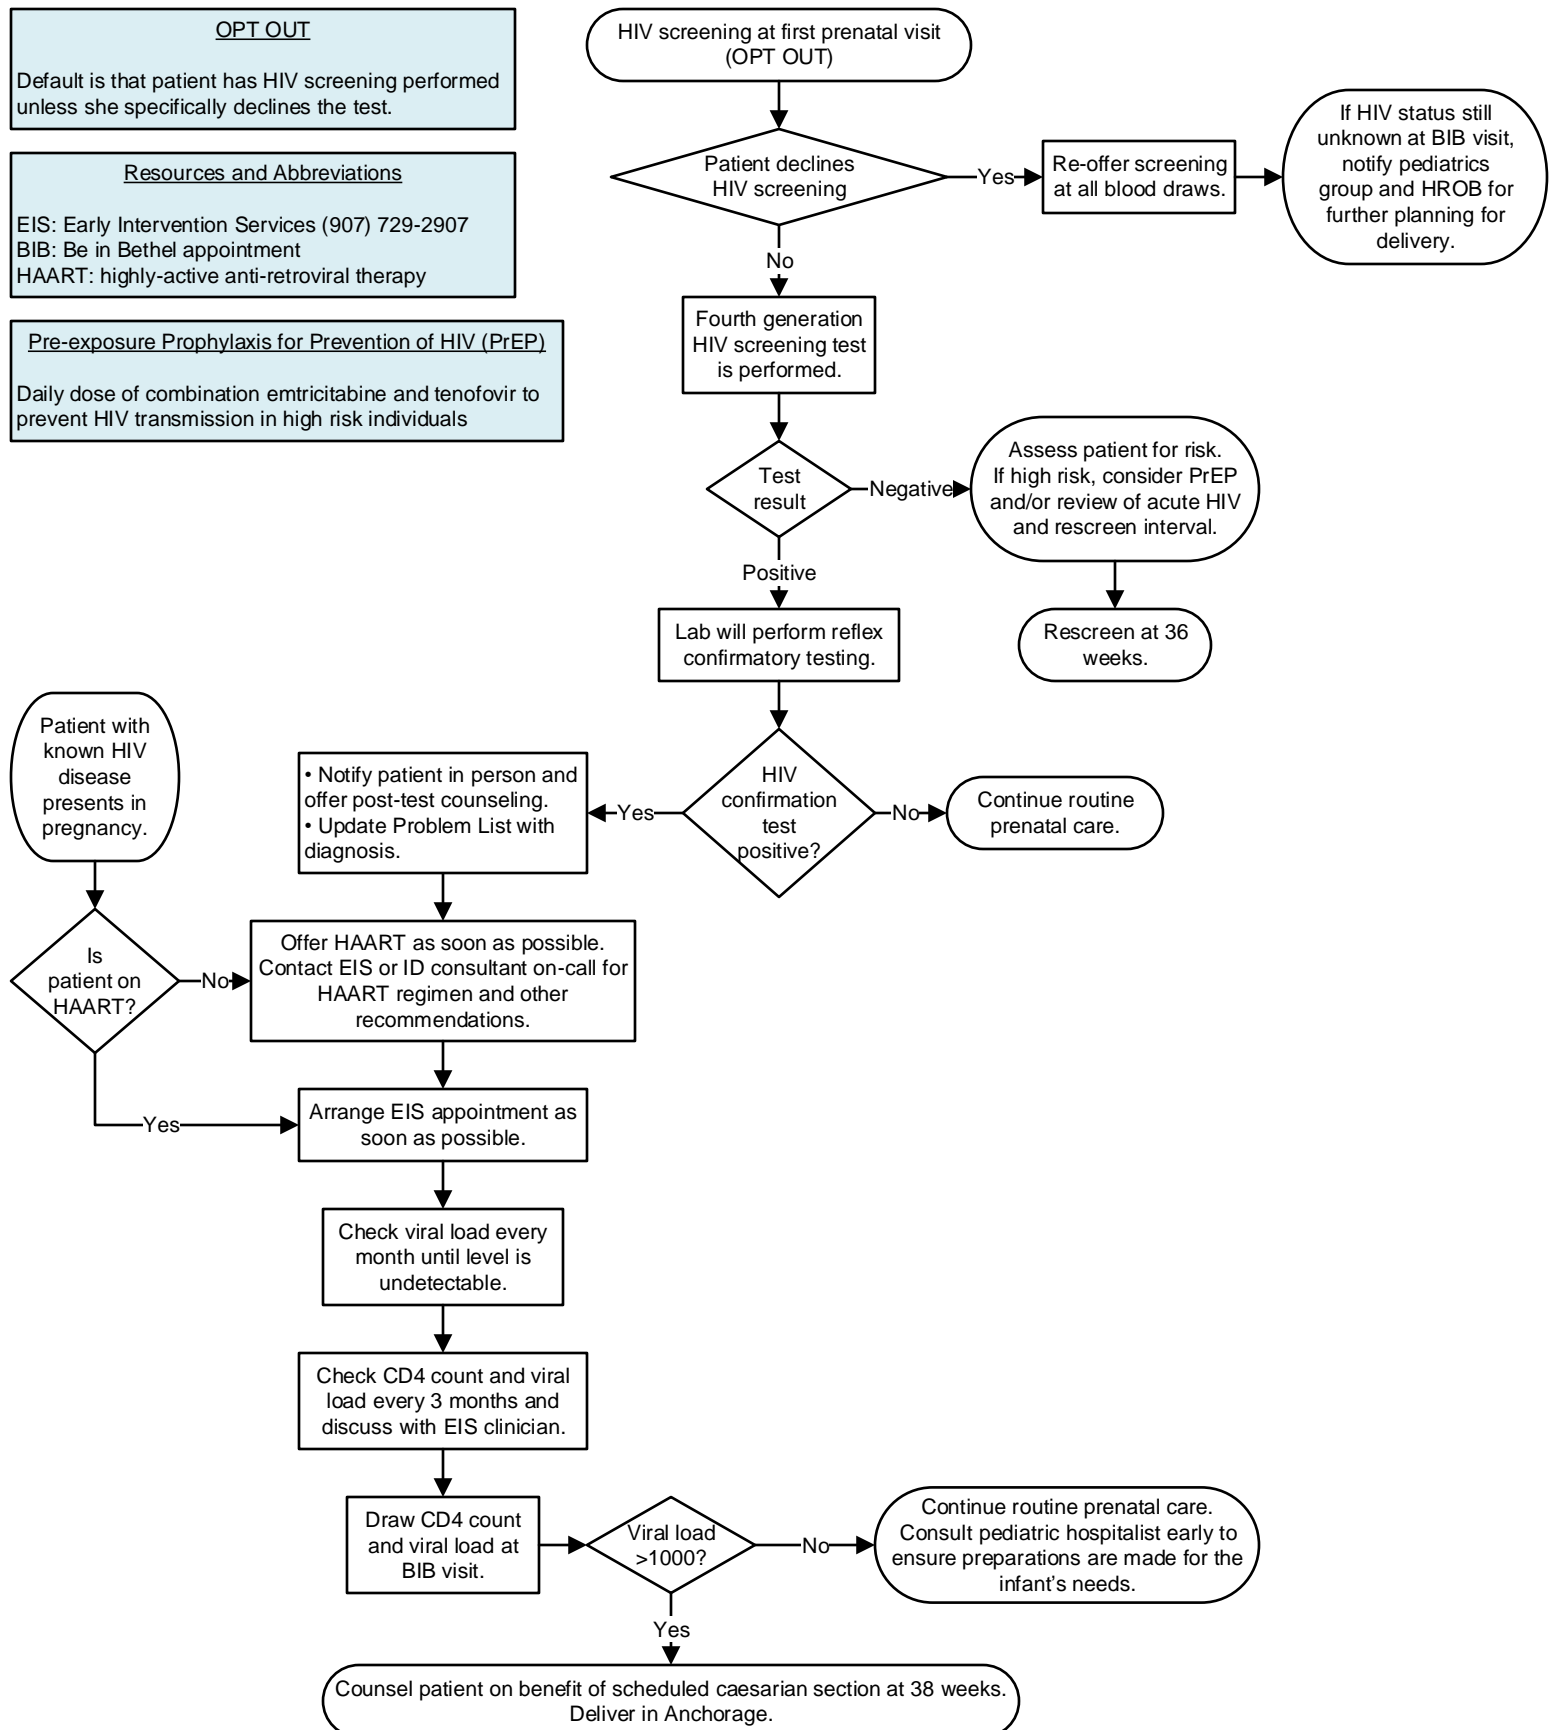 OPT OUT
Default is that patient has HIV screening performed
unless she specifically declines the test.
Resources and Abbreviations
EIS: Early Intervention Services (907) 729-2907
BIB: Be in Bethel appointment
HAART: highly-active anti-retroviral therapy
Pre-exposure Prophylaxis for Prevention of HIV (PrEP)
Daily dose of combination emtricitabine and tenofovir to
prevent HIV transmission in high risk individuals
HIV screening at first prenatal visit
(OPT OUT)
Patient declines
HIV screening
Yes
Re-offer screening
at all blood draws.
If HIV status still
unknown at BIB visit,
notify pediatrics
group and HROB for
further planning for
delivery.
No
Fourth generation
HIV screening test
is performed.
Test
result
Negative
Assess patient for risk.
If high risk, consider PrEP
and/or review of acute HIV
and rescreen interval.
Rescreen at 36
weeks.
Positive
Lab will perform reflex
confirmatory testing.
HIV
confirmation
test
positive?
No
Continue routine
prenatal care.
Yes
• Notify patient in person and
offer post-test counseling.
• Update Problem List with
diagnosis.
Patient with
known HIV
disease
presents in
pregnancy.
Is
patient on
HAART?
No
Offer HAART as soon as possible.
Contact EIS or ID consultant on-call for
HAART regimen and other
recommendations.
Yes
Arrange EIS appointment as
soon as possible.
Check viral load every
month until level is
undetectable.
Check CD4 count and viral
load every 3 months and
discuss with EIS clinician.
Draw CD4 count
and viral load at
BIB visit.
Viral load
>1000?
No
Continue routine prenatal care.
Consult pediatric hospitalist early to
ensure preparations are made for the
infant's needs.
Yes
Counsel patient on benefit of scheduled caesarian section at 38 weeks.
Deliver in Anchorage.